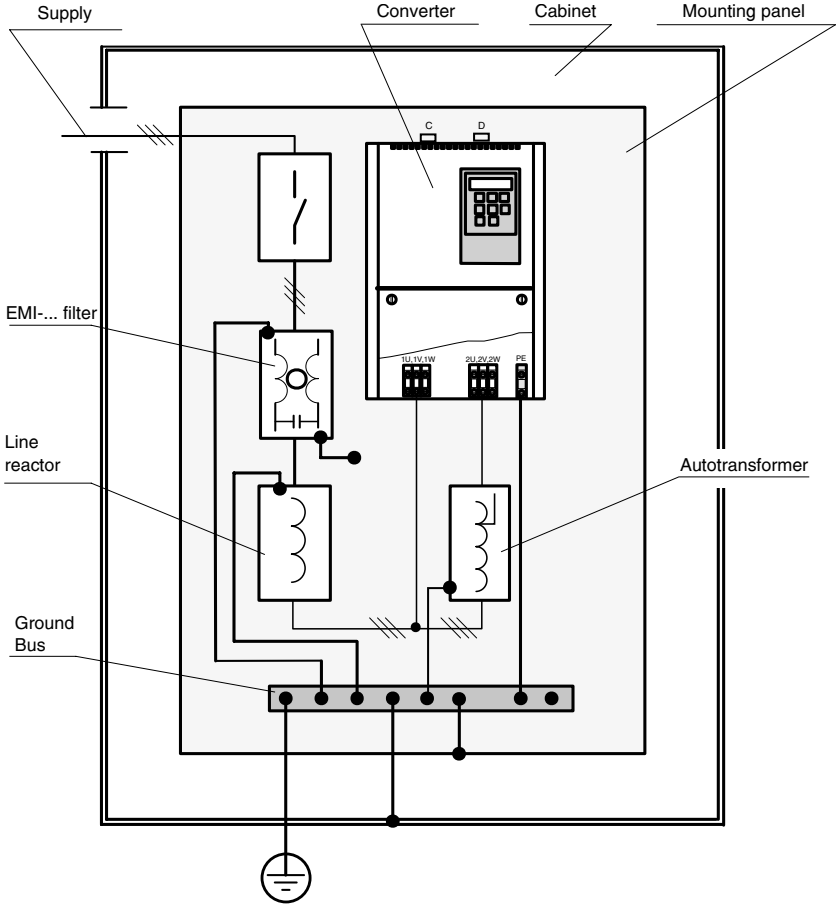 Supply
Converter
Cabinet
Mounting panel
C
D
EMI-... filter
1U,1V,1W
2U,2V,2W
PE
Line
reactor
Autotransformer
Ground
Bus